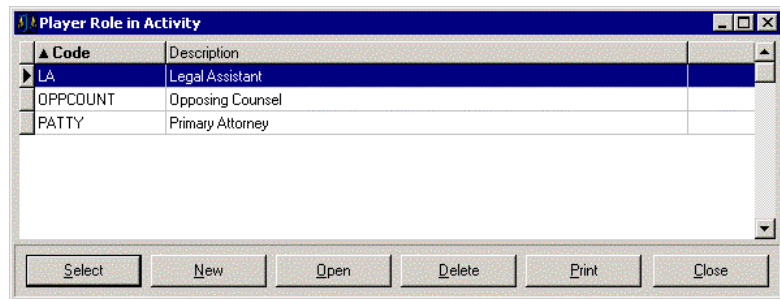 Player Role in Activity
▲ Code Description
LA Legal Assistant
OPPCOUNT Opposing Counsel
PATTY Primary Attorney
Select New Open Delete Print Close